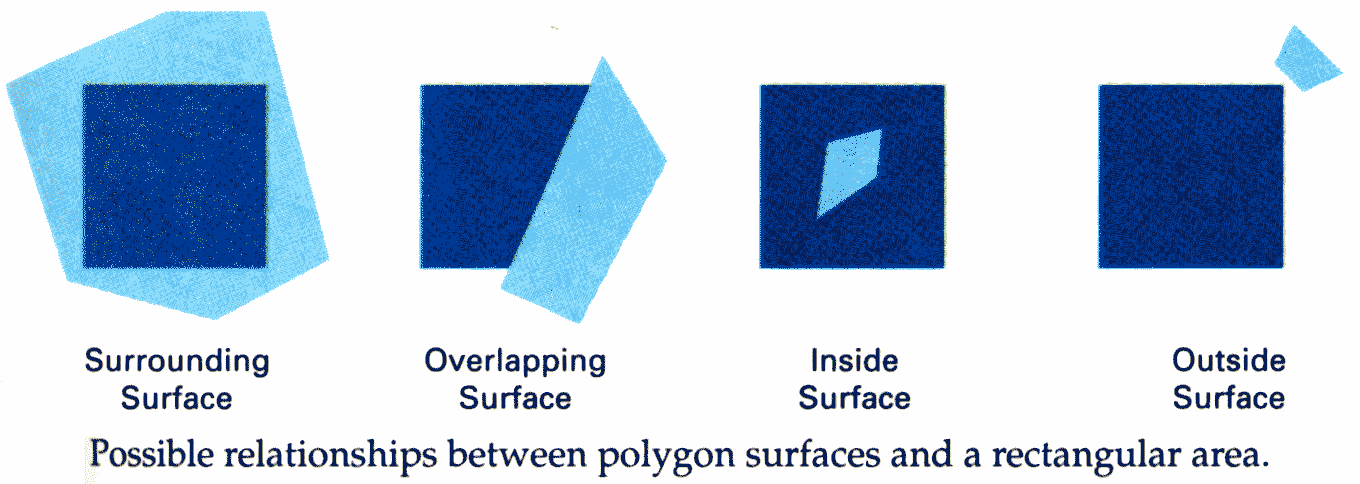 Surrounding Surface
Overlapping Surface
Inside Surface
Outside Surface
Possible relationships between polygon surfaces and a rectangular area.